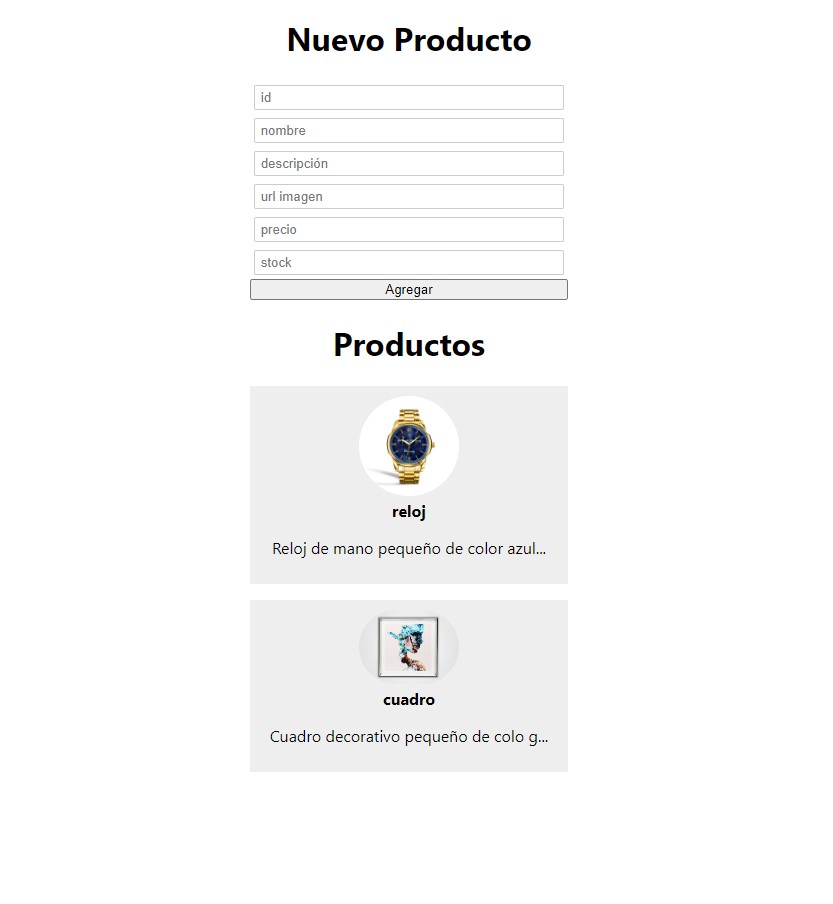 Nuevo Producto
id
nombre
descripción
url imagen
precio
stock
Agregar
Productos
reloj
Reloj de mano pequeño de color azul...
cuadro
Cuadro decorativo pequeño de colo g...